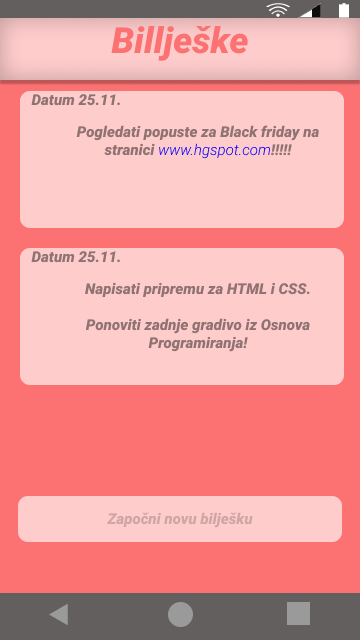 Billješke
Datum 25.11.
Pogledati popuste za Black friday na
stranici www.hgspot.com!!!!!
Datum 25.11.
Napisati pripremu za HTML i CSS.
Ponoviti zadnje gradivo iz Osnova
Programiranja!
Započni novu bilješku